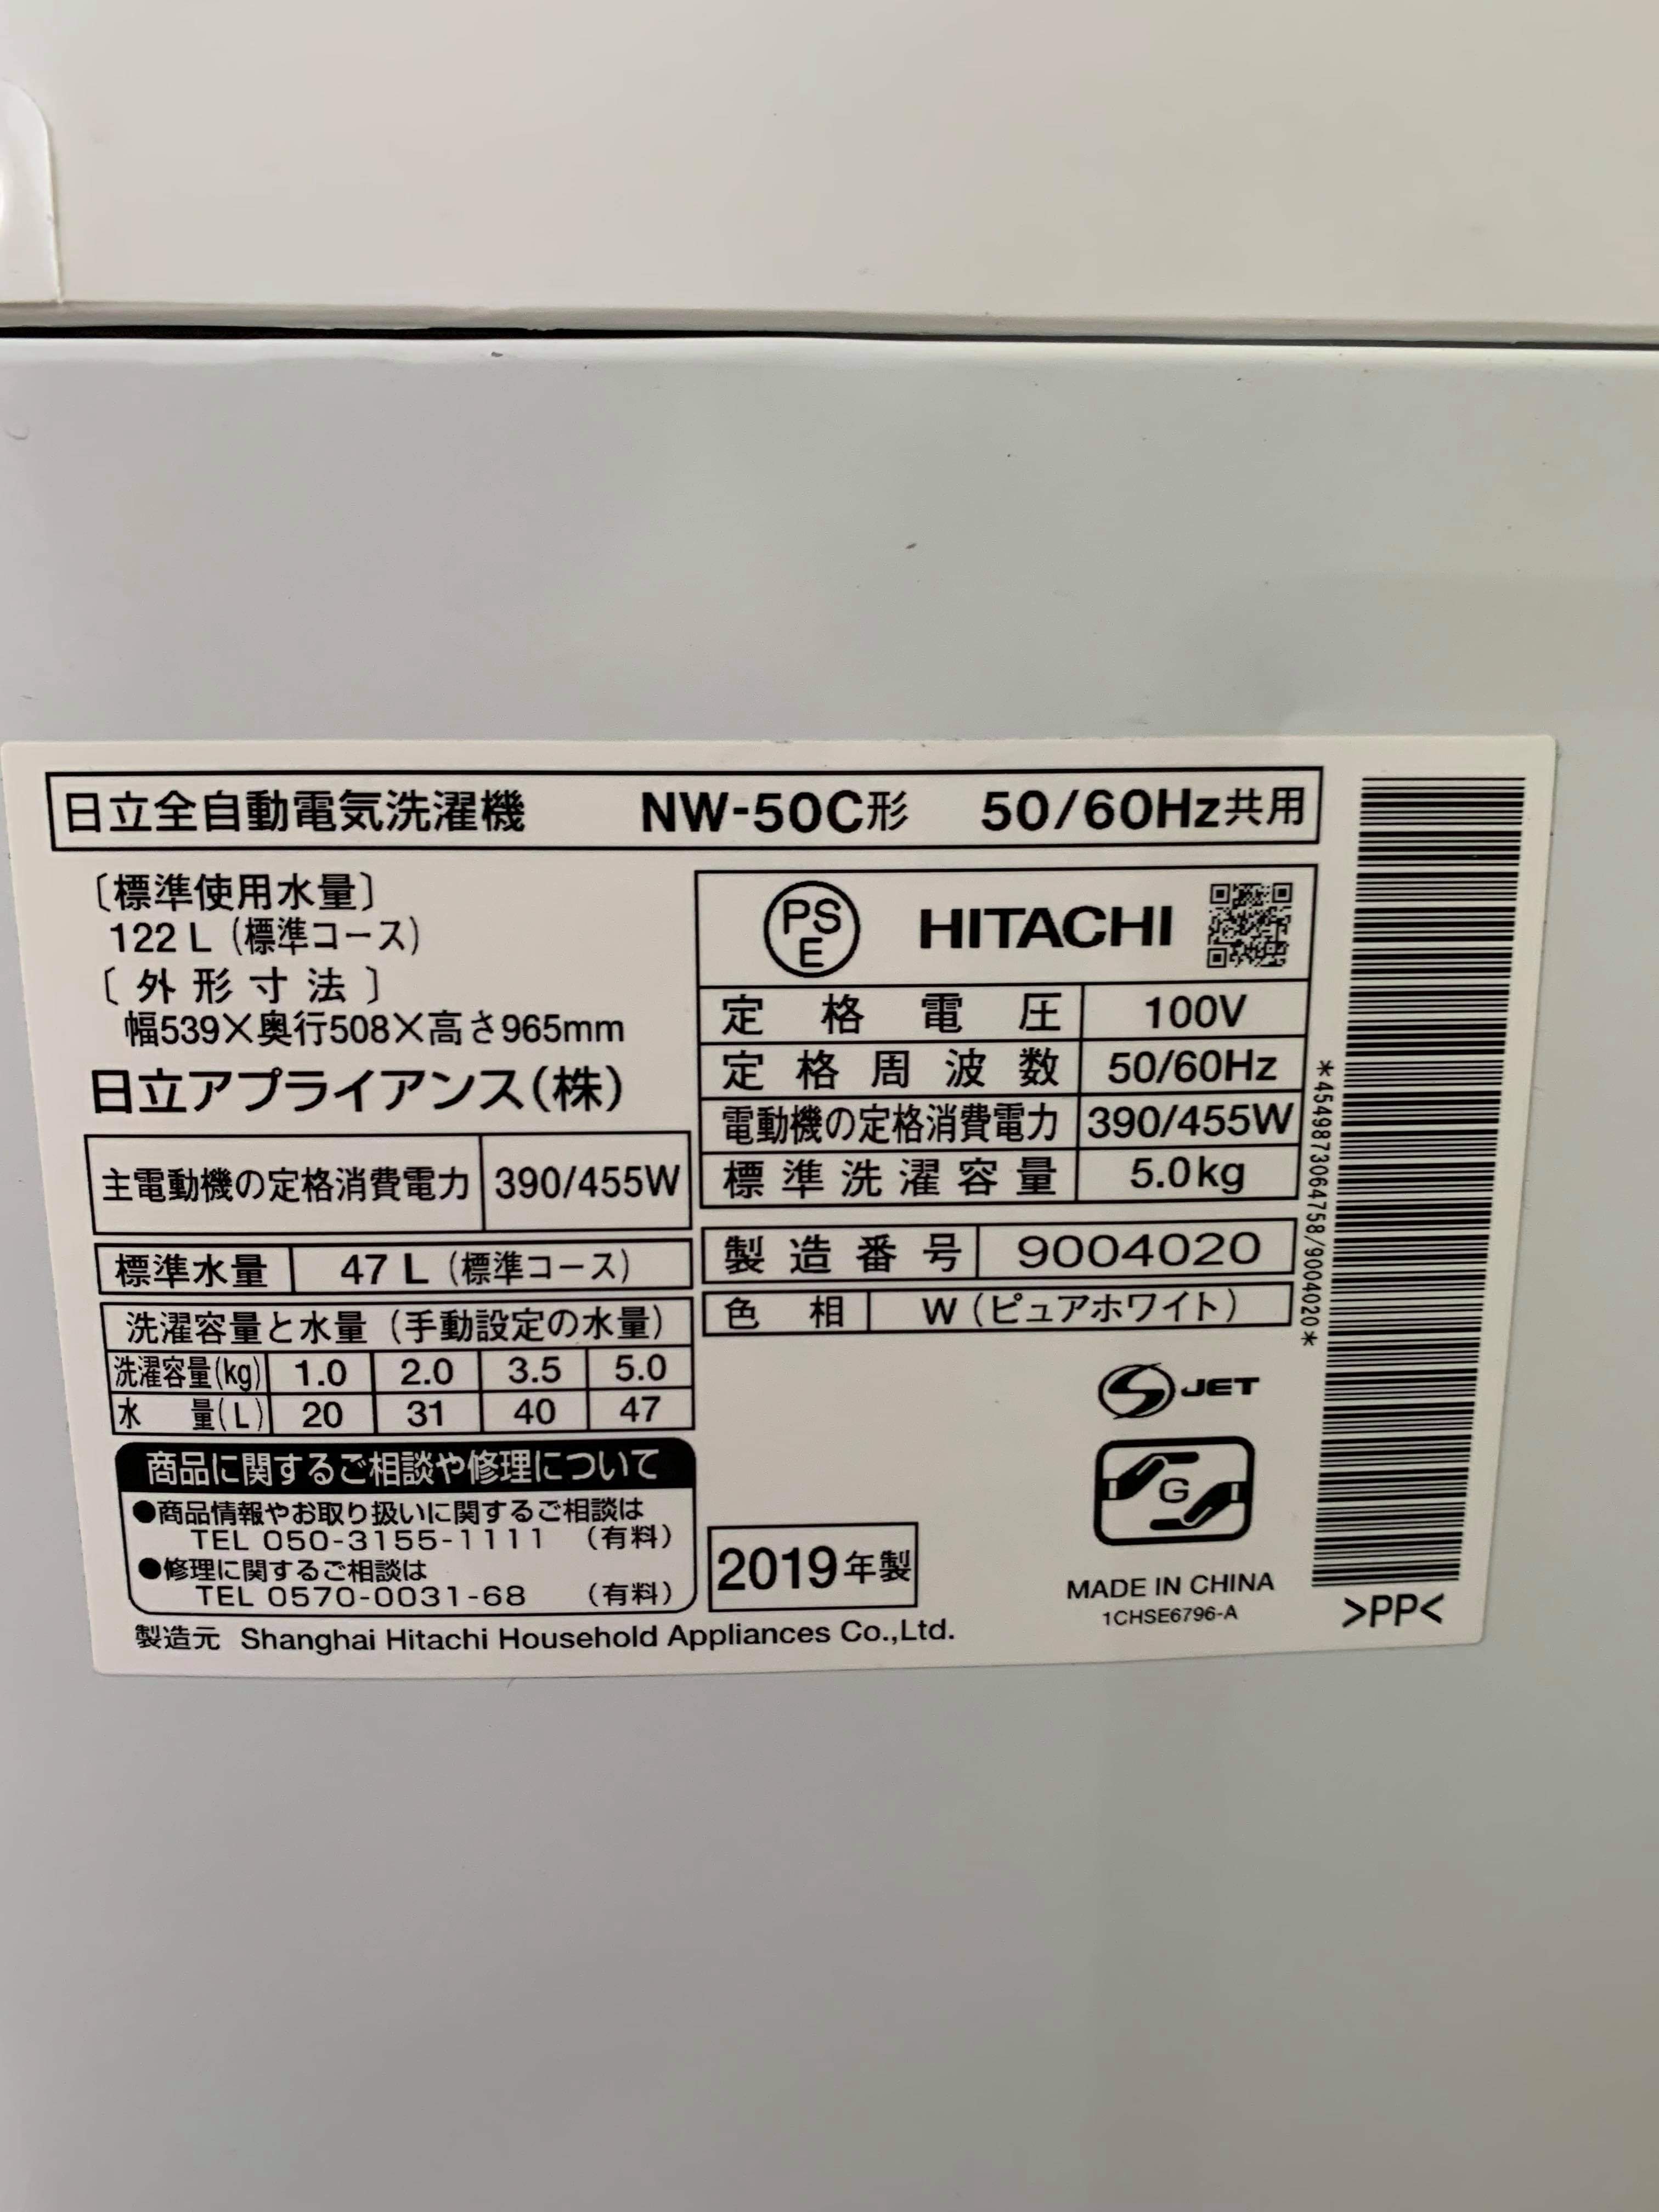 日立全自動電気洗濯機 NW-50C形 50/60Hz共用
〔標準使用水量〕
122 L (標準コース)
〔外形寸法〕
幅539×奥行508×高さ965mm
日立アプライアンス(株)
主電動機の定格消費電力 390/455W
標準水量 47 L (標準コース)
洗濯容量と水量 (手動設定の水量)
洗濯容量(kg) 1.0 2.0 3.5 5.0
水量(L) 20 31 40 47
商品に関するご相談や修理について
●商品情報やお取り扱いに関するご相談は
TEL 050-3155-1111 (有料)
●修理に関するご相談は
TEL 0570-0031-68 (有料)
製造元 Shanghai Hitachi Household Appliances Co.,Ltd.
PSE HITACHI
定格電圧 100V
定格周波数 50/60Hz
電動機の定格消費電力 390/455W
標準洗濯容量 5.0kg
製造番号 9004020
色相 W (ピュアホワイト)
S JET
G
2019年製
MADE IN CHINA
1CHSE6796-A
*4549873064758/9004020*
>PP<